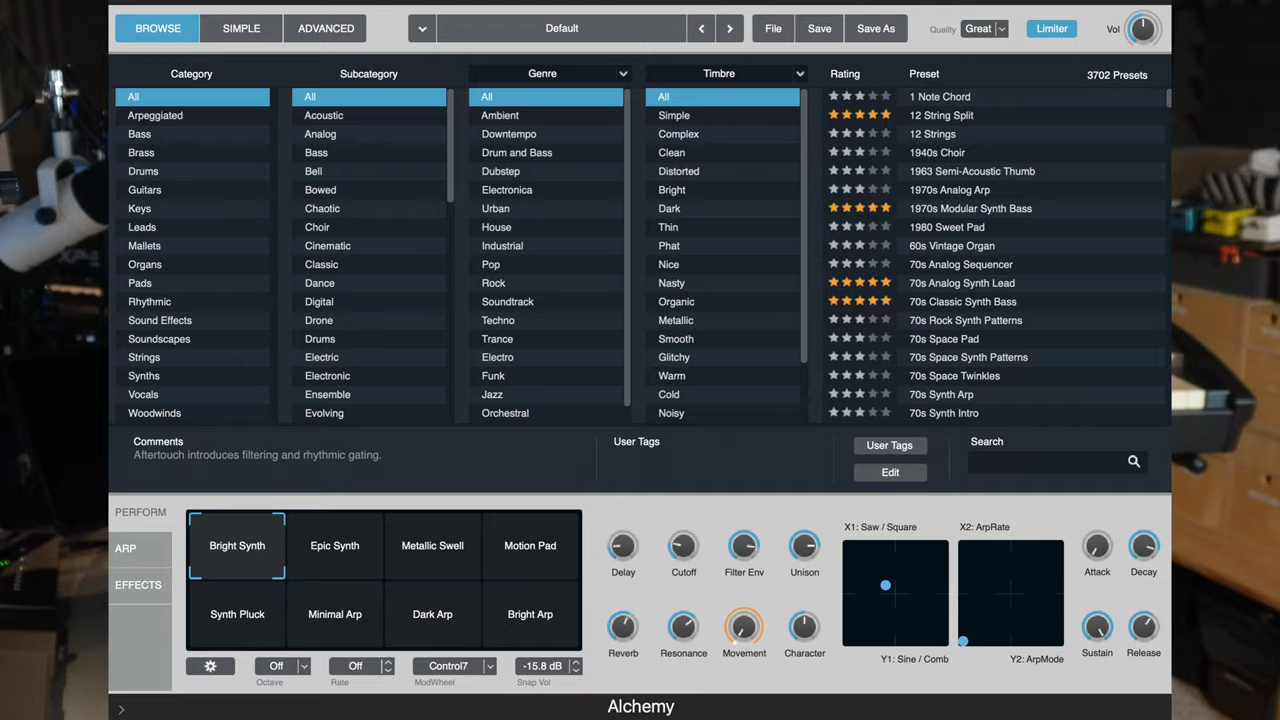 BROWSE SIMPLE ADVANCED Default File Save Save As Quality Great Limiter Vol
Category Subcategory Genre Timbre Rating Preset 3702 Presets
All All All All 1 Note Chord
Arpeggiated Acoustic Ambient Simple 12 String Split
Bass Analog Downtempo Complex 12 Strings
Brass Bass Drum and Bass Clean 1940s Choir
Drums Bell Dubstep Distorted 1963 Semi-Acoustic Thumb
Guitars Bowed Electronica Bright 1970s Analog Arp
Keys Chaotic Urban Dark 1970s Modular Synth Bass
Leads Choir House Thin 1980 Sweet Pad
Mallets Cinematic Industrial Phat 60s Vintage Organ
Organs Classic Pop Nice 70s Analog Sequencer
Pads Dance Rock Nasty 70s Analog Synth Lead
Rhythmic Digital Soundtrack Organic 70s Classic Synth Bass
Sound Effects Drone Techno Metallic 70s Rock Synth Patterns
Soundscapes Drums Trance Smooth 70s Space Pad
Strings Electric Electro Glitchy 70s Space Synth Patterns
Synths Electronic Funk Warm 70s Space Twinkles
Vocals Ensemble Jazz Cold 70s Synth Arp
Woodwinds Evolving Orchestral Noisy 70s Synth Intro
Comments User Tags User Tags Search
Aftertouch introduces filtering and rhythmic gating.
Edit
PERFORM
ARP
EFFECTS
Bright Synth Epic Synth Metallic Swell Motion Pad
Synth Pluck Minimal Arp Dark Arp Bright Arp
Off Off Control7 -15.8 dB
Octave Rate ModWheel Snap Vol
Delay Cutoff Filter Env Unison
Reverb Resonance Movement Character
X1: Saw / Square X2: ArpRate
Y1: Sine / Comb Y2: ArpMode
Attack Decay
Sustain Release
Alchemy